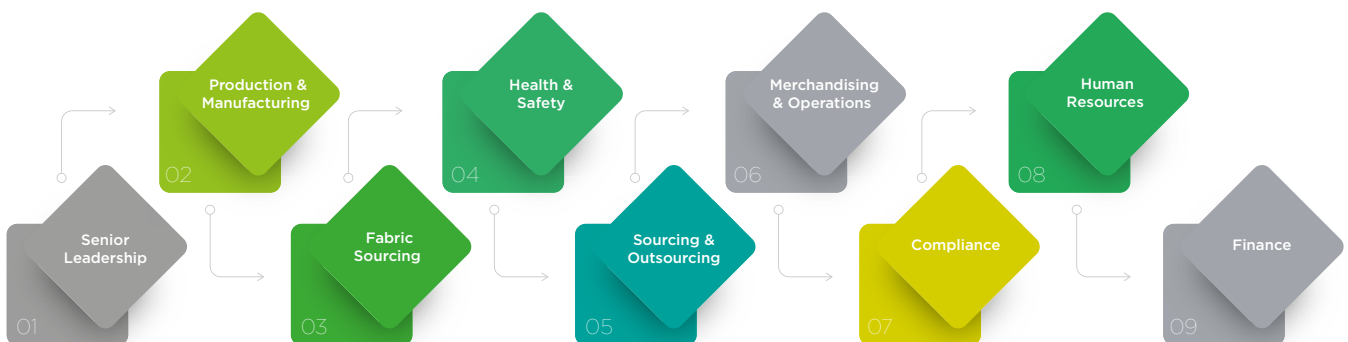 01
Senior
Leadership
02
Production &
Manufacturing
03
Fabric
Sourcing
04
Health &
Safety
05
Sourcing &
Outsourcing
06
Merchandising
& Operations
07
Compliance
08
Human
Resources
09
Finance